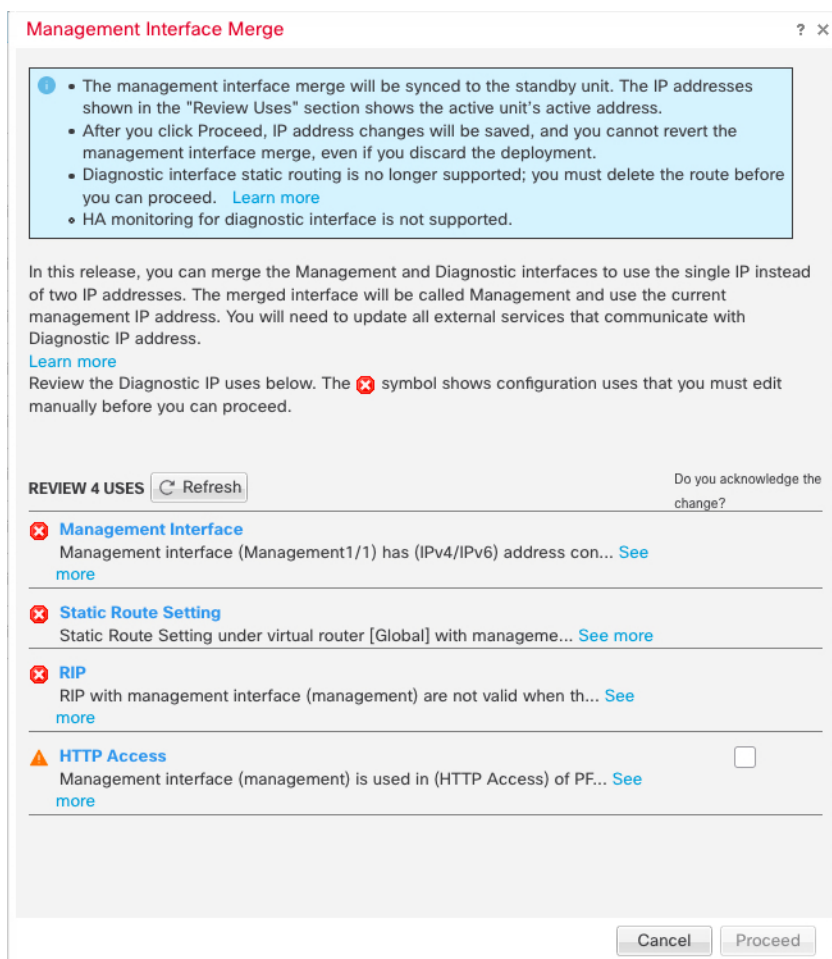 Management Interface Merge
? ×
• The management interface merge will be synced to the standby unit. The IP addresses
shown in the "Review Uses" section shows the active unit's active address.
• After you click Proceed, IP address changes will be saved, and you cannot revert the
management interface merge, even if you discard the deployment.
• Diagnostic interface static routing is no longer supported; you must delete the route before
you can proceed. Learn more
• HA monitoring for diagnostic interface is not supported.
In this release, you can merge the Management and Diagnostic interfaces to use the single IP instead
of two IP addresses. The merged interface will be called Management and use the current
management IP address. You will need to update all external services that communicate with
Diagnostic IP address.
Learn more
Review the Diagnostic IP uses below. The symbol shows configuration uses that you must edit
manually before you can proceed.
REVIEW 4 USES Refresh
Do you acknowledge the
change?
Management Interface
Management interface (Management1/1) has (IPv4/IPv6) address con... See
more
Static Route Setting
Static Route Setting under virtual router [Global] with manageme... See more
RIP
RIP with management interface (management) are not valid when th... See
more
HTTP Access
Management interface (management) is used in (HTTP Access) of PF... See
more
Cancel
Proceed